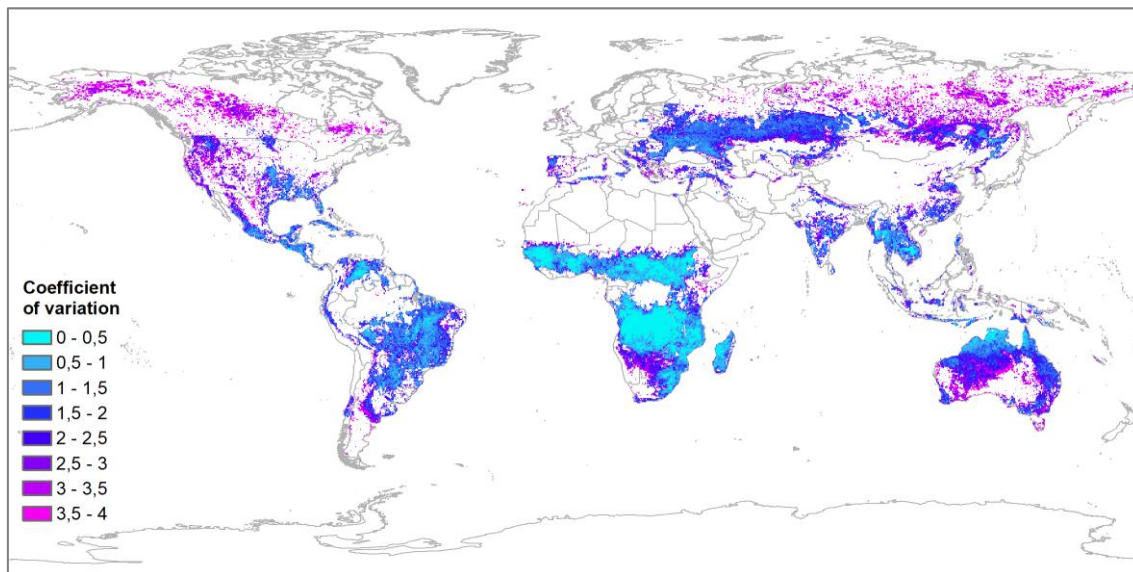 Coefficient
of variation
0 - 0,5
0,5 - 1
1 - 1,5
1,5 - 2
2 - 2,5
2,5 - 3
3 - 3,5
3,5 - 4